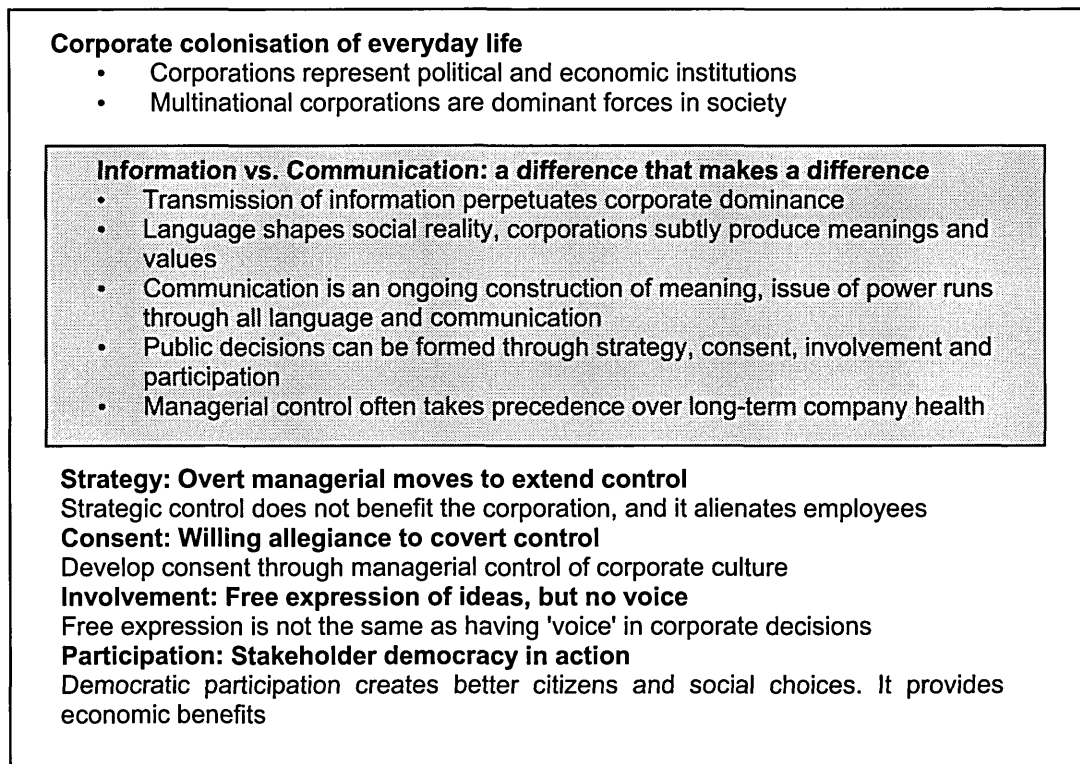 Corporate colonisation of everyday life
• Corporations represent political and economic institutions
• Multinational corporations are dominant forces in society
Information vs. Communication: a difference that makes a difference
• Transmission of information perpetuates corporate dominance
• Language shapes social reality, corporations subtly produce meanings and
values
• Communication is an ongoing construction of meaning, issue of power runs
through all language and communication
• Public decisions can be formed through strategy, consent, involvement and
participation
• Managerial control often takes precedence over long-term company health
Strategy: Overt managerial moves to extend control
Strategic control does not benefit the corporation, and it alienates employees
Consent: Willing allegiance to covert control
Develop consent through managerial control of corporate culture
Involvement: Free expression of ideas, but no voice
Free expression is not the same as having 'voice' in corporate decisions
Participation: Stakeholder democracy in action
Democratic participation creates better citizens and social choices. It provides
economic benefits